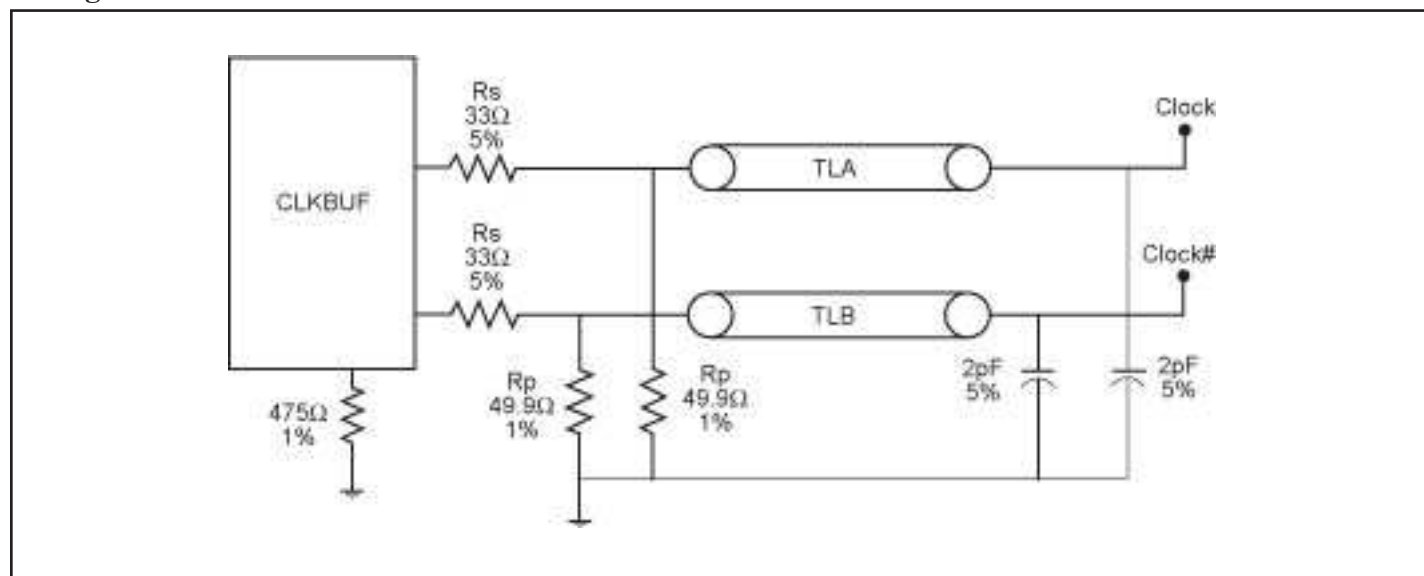 Rs
33Ω
5%
Clock
TLA
CLKBUF
Rs
33Ω
5%
Clock#
TLB
475Ω
1%
Rp
49.9Ω
1%
Rp
49.9Ω
1%
2pF
5%
2pF
5%